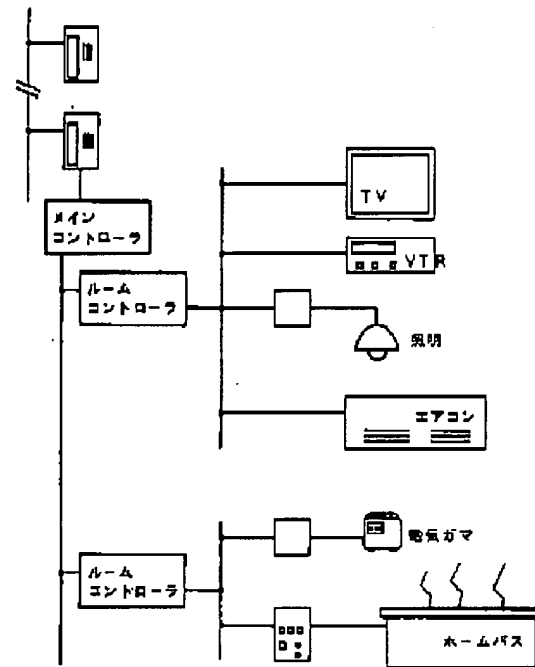 メイン
コントローラ
TV
VTR
ルーム
コントローラ
照明
エアコン
電気ガマ
ルーム
コントローラ
ホームバス